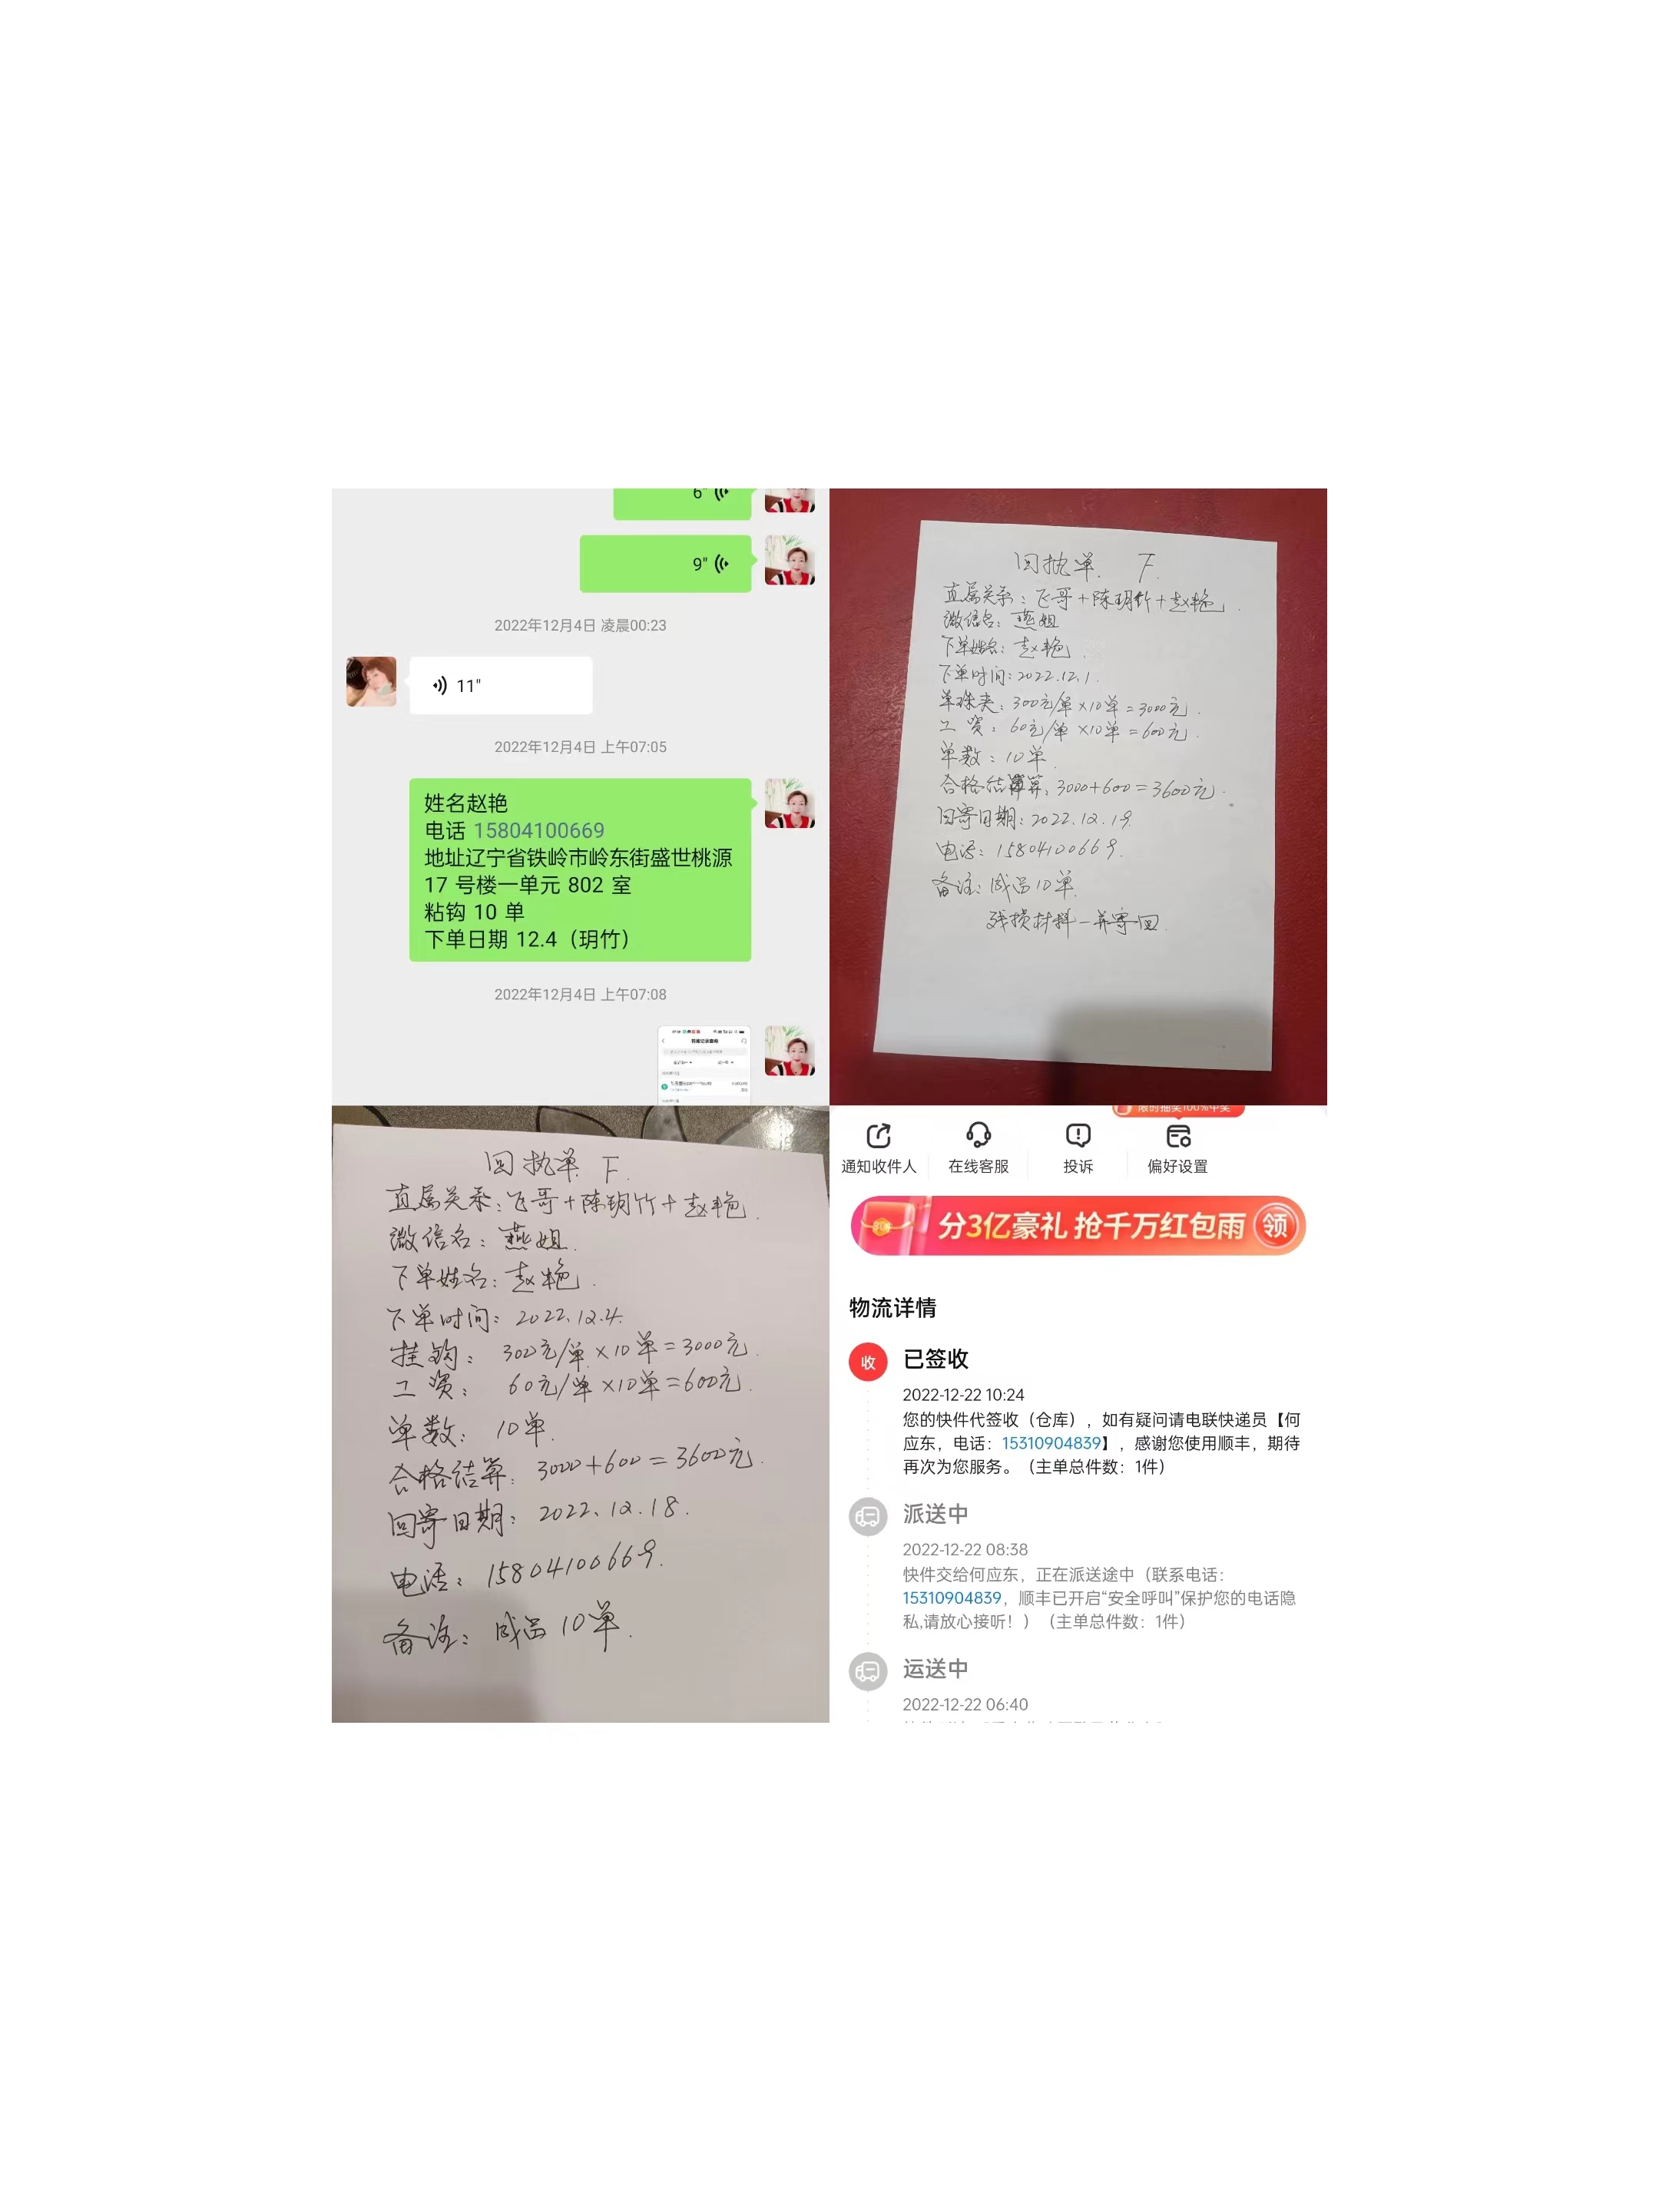 6"
9"
2022年12月4日 凌晨00:23
11"
2022年12月4日 上午07:05
姓名赵艳
电话 15804100669
地址辽宁省铁岭市岭东街盛世桃源
17 号楼一单元 802 室
粘钩 10 单
下单日期 12.4（玥竹）
2022年12月4日 上午07:08
回执单. F.
直属关系：飞哥+陈玥竹+赵艳.
微信名：燕姐
下单姓名：赵艳.
下单时间：2022.12.1.
单珠夹：300元/单×10单=3000元.
工资：60元/单×10单=600元.
单数：10单.
合格结算：3000+600=3600元.
回寄日期：2022.12.19.
电话：15804100669.
备注：成品10单.
残损材料一并寄回.
回执单. F.
直属关系：飞哥+陈玥竹+赵艳.
微信名：燕姐.
下单姓名：赵艳.
下单时间：2022.12.4.
挂钩：300元/单×10单=3000元.
工资：60元/单×10单=600元.
单数：10单.
合格结算：3000+600=3600元.
回寄日期：2022.12.18.
电话：15804100669.
备注：成品10单.
限时抽奖100%中奖
通知收件人 在线客服 投诉 偏好设置
分3亿豪礼 抢千万红包雨 领
物流详情
收 已签收
2022-12-22 10:24
您的快件代签收（仓库），如有疑问请电联快递员【何
应东，电话：15310904839】，感谢您使用顺丰，期待
再次为您服务。（主单总件数：1件）
派送中
2022-12-22 08:38
快件交给何应东，正在派送途中（联系电话：
15310904839，顺丰已开启“安全呼叫”保护您的电话隐
私,请放心接听！）（主单总件数：1件）
运送中
2022-12-22 06:40